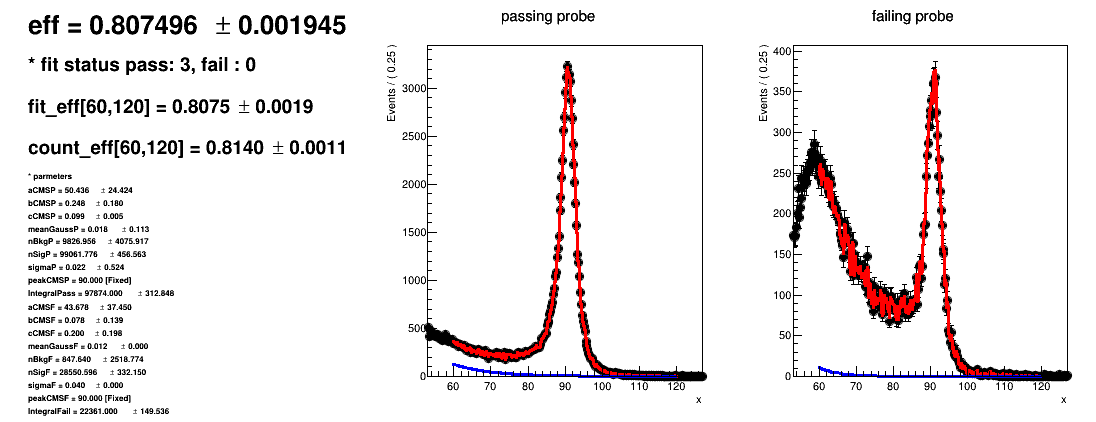 eff = 0.807496 ± 0.001945
* fit status pass: 3, fail : 0
fit_eff[60,120] = 0.8075 ± 0.0019
count_eff[60,120] = 0.8140 ± 0.0011
* parmeters
aCMSP = 50.436 ± 24.424
bCMSP = 0.248 ± 0.180
cCMSP = 0.099 ± 0.005
meanGaussP = 0.018 ± 0.113
nBkgP = 9826.956 ± 4075.917
nSigP = 99061.776 ± 456.563
sigmaP = 0.022 ± 0.524
peakCMSP = 90.000 [Fixed]
IntegralPass = 97874.000 ± 312.848
aCMSF = 43.678 ± 37.450
bCMSF = 0.078 ± 0.139
cCMSF = 0.200 ± 0.198
meanGaussF = 0.012 ± 0.000
nBkgF = 847.640 ± 2518.774
nSigF = 28550.596 ± 332.150
sigmaF = 0.040 ± 0.000
peakCMSF = 90.000 [Fixed]
IntegralFail = 22361.000 ± 149.536
passing probe
Events / ( 0.25 )
3000
2500
2000
1500
1000
500
0
60 70 80 90 100 110 120
x
failing probe
Events / ( 0.25 )
400
350
300
250
200
150
100
50
0
60 70 80 90 100 110 120
x